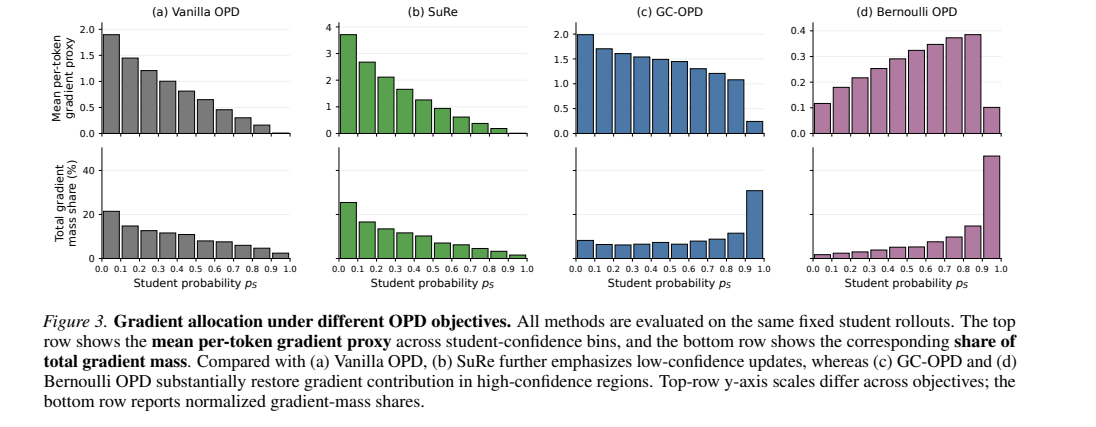 (a) Vanilla OPD
(b) SuRe
(c) GC-OPD
(d) Bernoulli OPD
Mean per-token
gradient proxy
2.0
1.5
1.0
0.5
0.0
4
3
2
1
0
2.0
1.5
1.0
0.5
0.0
0.4
0.3
0.2
0.1
0.0
Total gradient
mass share (%)
40
20
0
0.0 0.1 0.2 0.3 0.4 0.5 0.6 0.7 0.8 0.9 1.0
0.0 0.1 0.2 0.3 0.4 0.5 0.6 0.7 0.8 0.9 1.0
0.0 0.1 0.2 0.3 0.4 0.5 0.6 0.7 0.8 0.9 1.0
0.0 0.1 0.2 0.3 0.4 0.5 0.6 0.7 0.8 0.9 1.0
Student probability pS
Student probability pS
Student probability pS
Student probability pS
Figure 3. Gradient allocation under different OPD objectives. All methods are evaluated on the same fixed student rollouts. The top
row shows the mean per-token gradient proxy across student-confidence bins, and the bottom row shows the corresponding share of
total gradient mass. Compared with (a) Vanilla OPD, (b) SuRe further emphasizes low-confidence updates, whereas (c) GC-OPD and (d)
Bernoulli OPD substantially restore gradient contribution in high-confidence regions. Top-row y-axis scales differ across objectives; the
bottom row reports normalized gradient-mass shares.